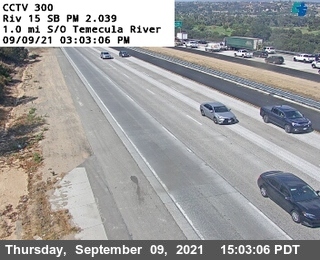 CCTV 300
Riv 15 SB PM 2.039
1.0 mi S/O Temecula River
09/09/21 03:03:06 PM
Thursday, September 09, 2021 15:03:06 PDT